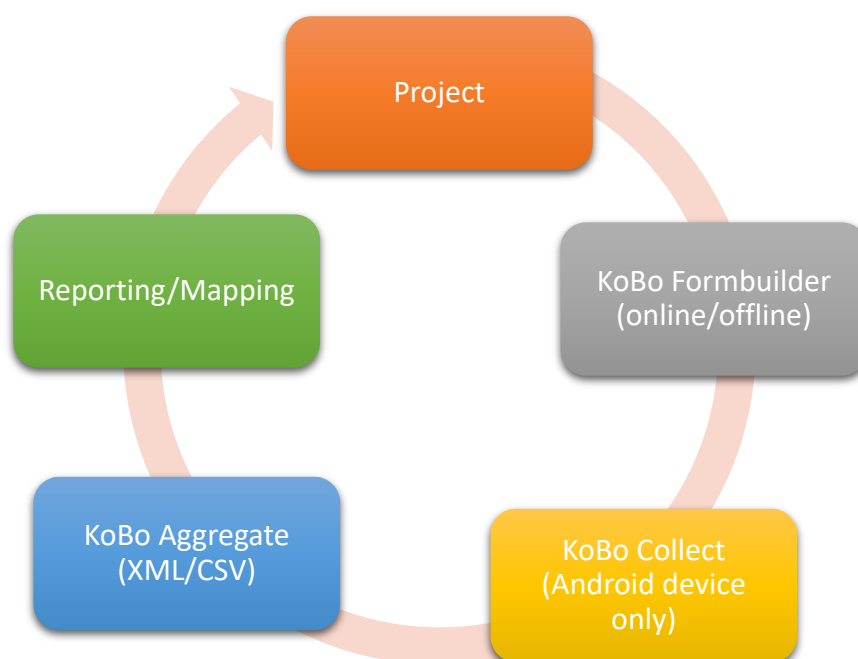 Project
KoBo Formbuilder
(online/offline)
KoBo Collect
(Android device
only)
KoBo Aggregate
(XML/CSV)
Reporting/Mapping